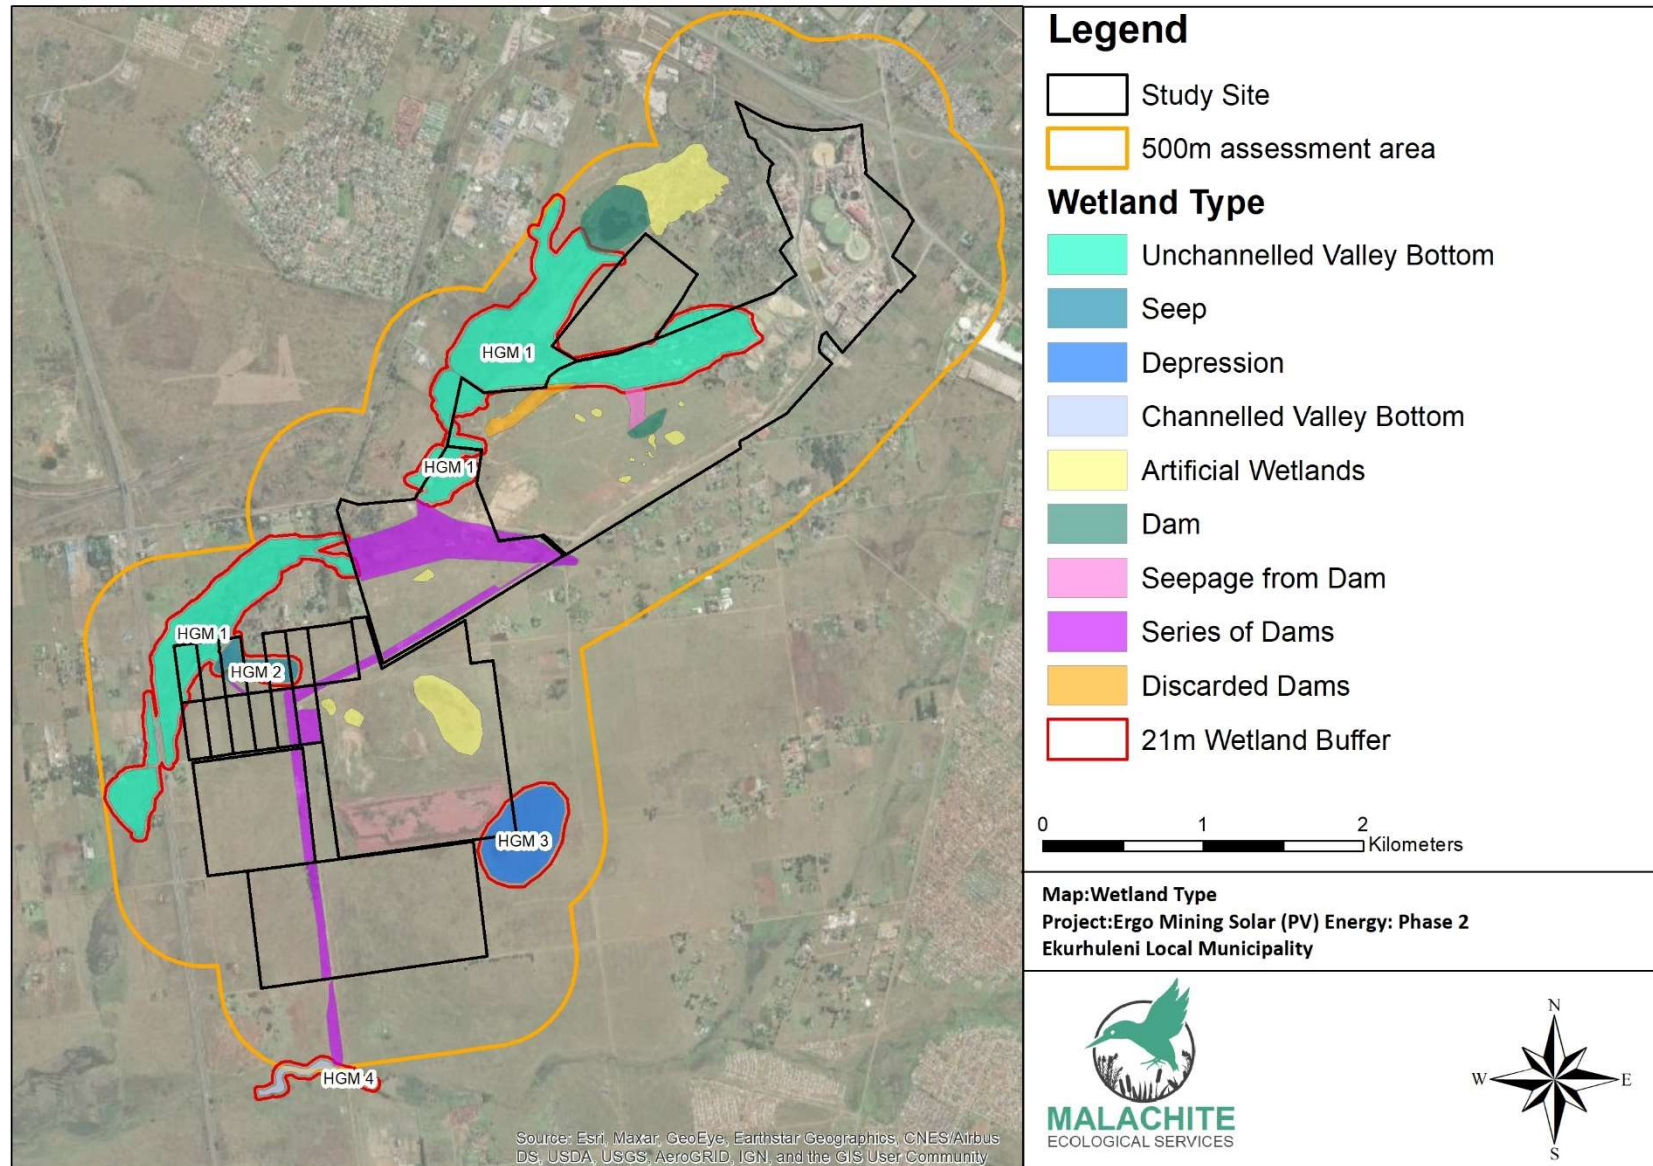 HGM 1
HGM 1
HGM 1
HGM 2
HGM 3
HGM 4
Source: Esri, Maxar, GeoEye, Earthstar Geographics, CNES/Airbus
DS, USDA, USGS, AeroGRID, IGN, and the GIS User Community
Legend
Study Site
500m assessment area
Wetland Type
Unchannelled Valley Bottom
Seep
Depression
Channelled Valley Bottom
Artificial Wetlands
Dam
Seepage from Dam
Series of Dams
Discarded Dams
21m Wetland Buffer
0 1 2
Kilometers
Map:Wetland Type
Project:Ergo Mining Solar (PV) Energy: Phase 2
Ekurhuleni Local Municipality
MALACHITE
ECOLOGICAL SERVICES
N
W E
S